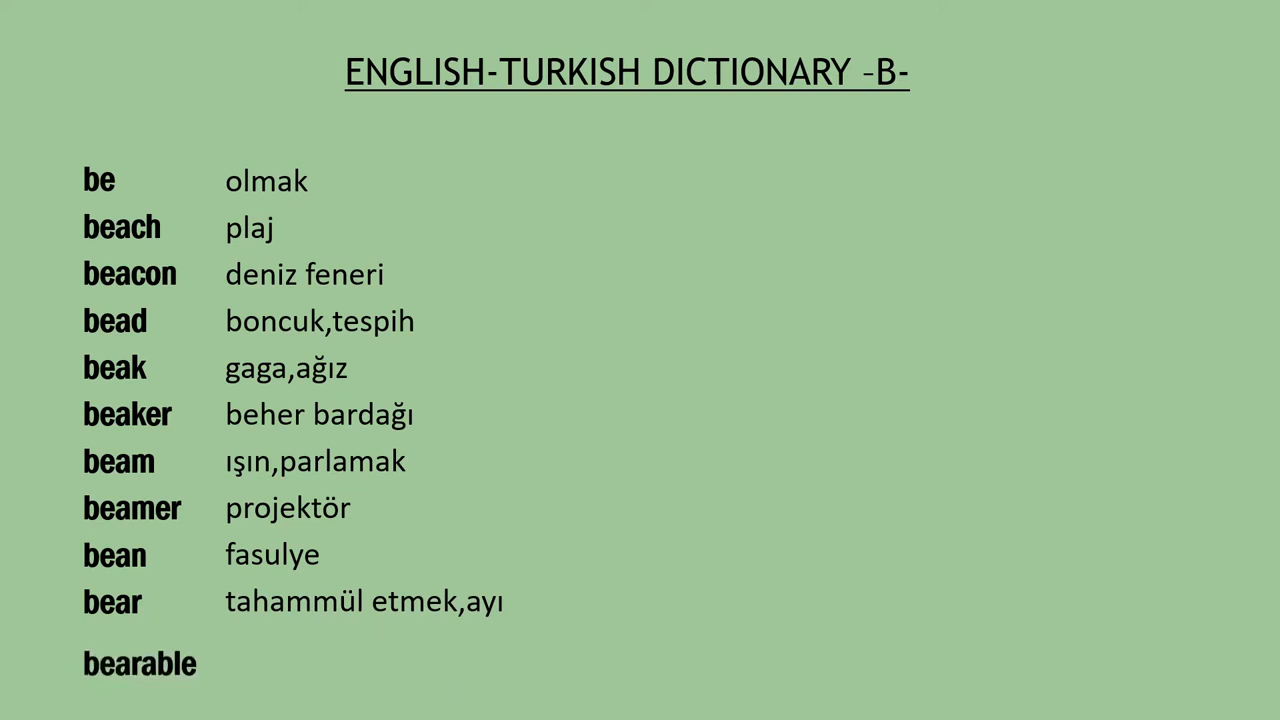 ENGLISH-TURKISH DICTIONARY –B-
be olmak
beach plaj
beacon deniz feneri
bead boncuk,tespih
beak gaga,ağız
beaker beher bardağı
beam ışın,parlamak
beamer projektör
bean fasulye
bear tahammül etmek,ayı
bearable